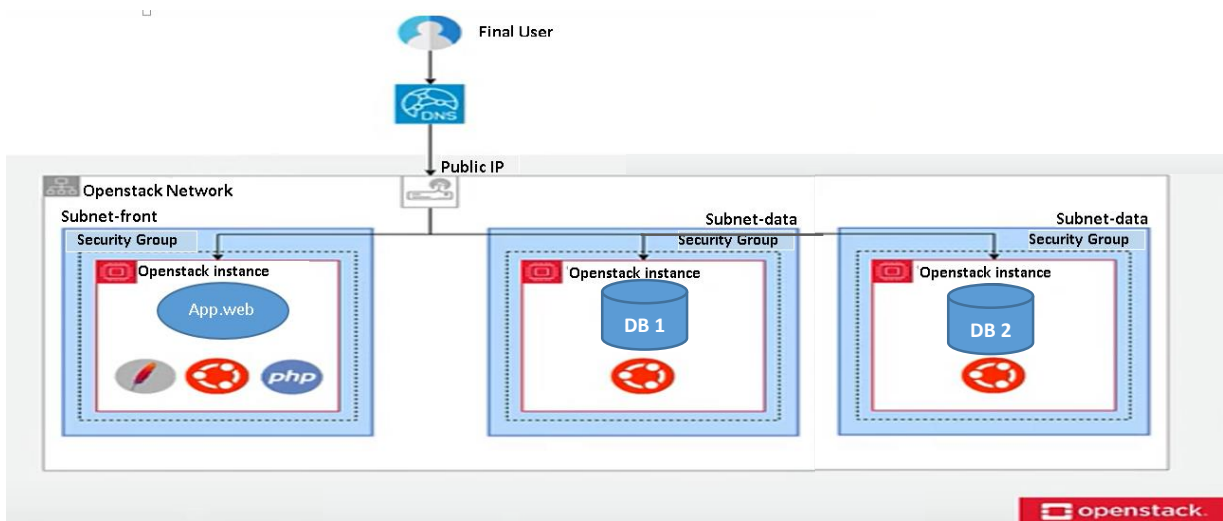 Final User
DNS
Public IP
Openstack Network
Subnet-front
Subnet-data
Subnet-data
Security Group
Security Group
Security Group
Openstack instance
Openstack instance
Openstack instance
App.web
DB 1
DB 2
php
openstack.